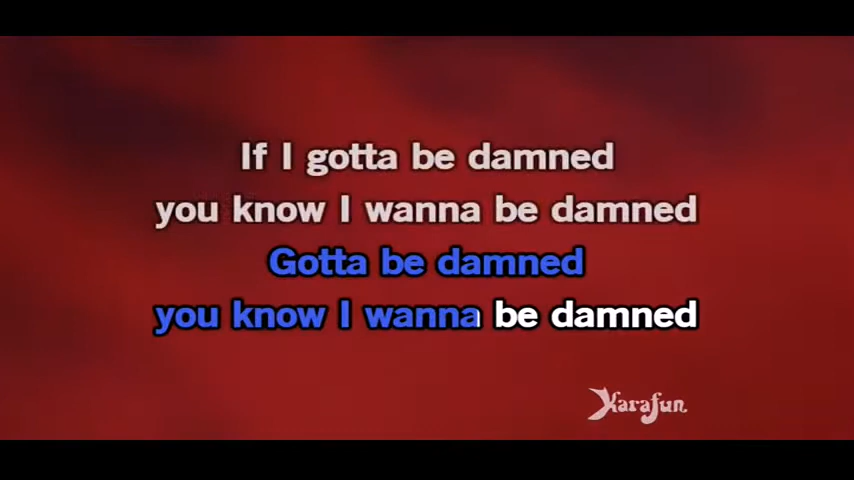 If I gotta be damned
you know I wanna be damned
Gotta be damned
you know I wanna be damned
Karafun